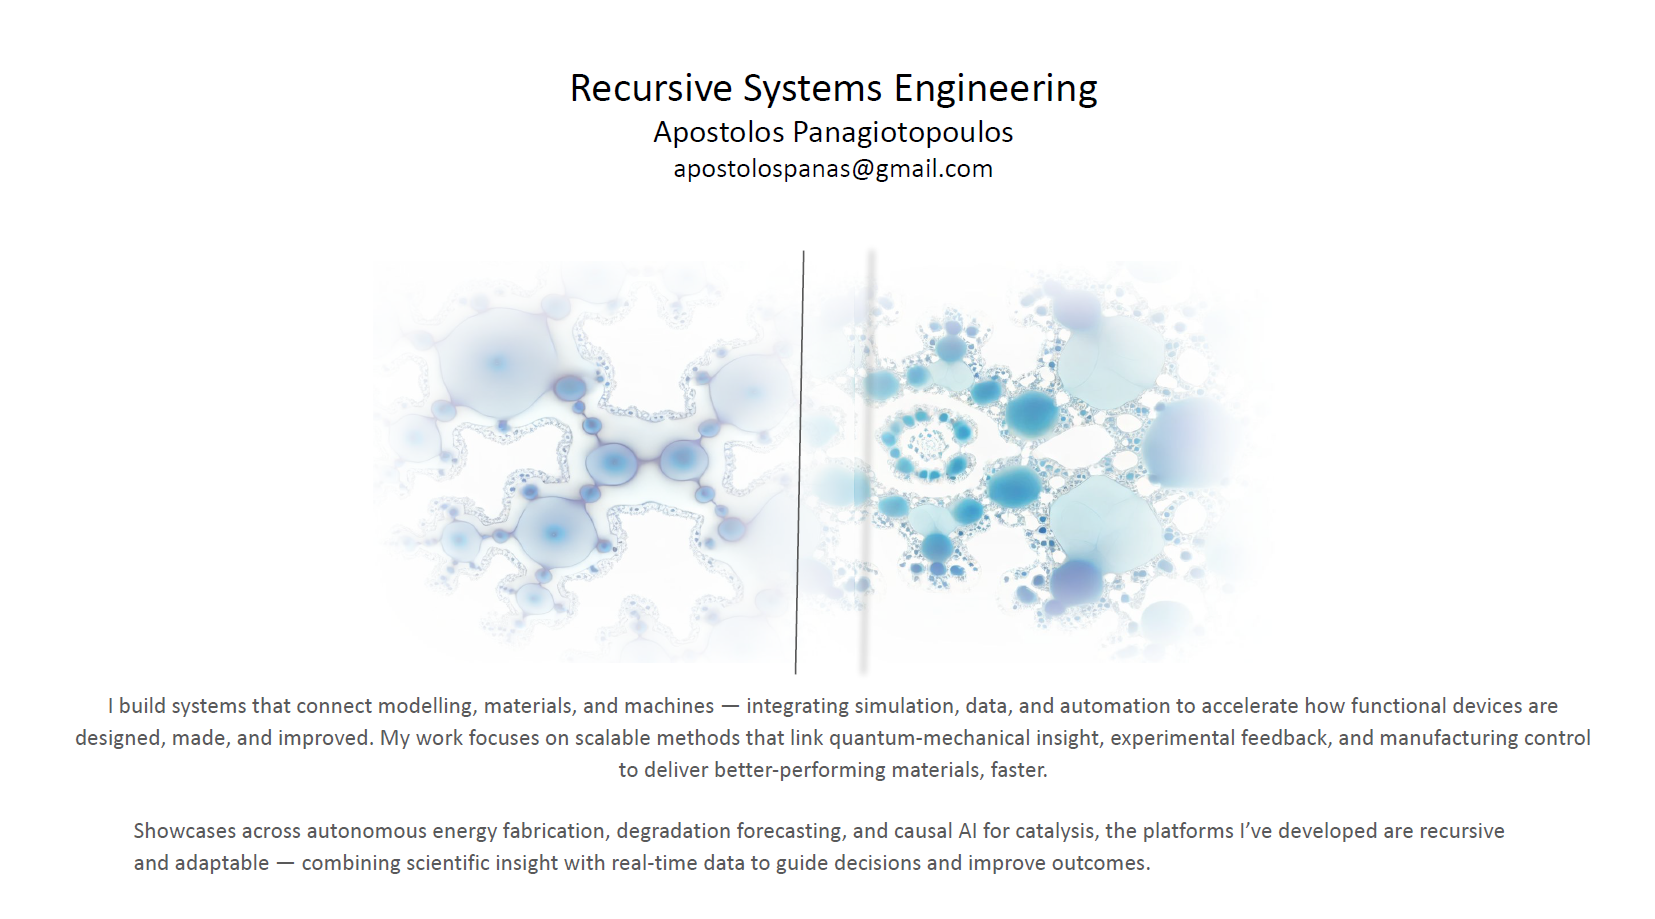 Recursive Systems Engineering
Apostolos Panagiotopoulos
apostolospanas@gmail.com
I build systems that connect modelling, materials, and machines — integrating simulation, data, and automation to accelerate how functional devices are
designed, made, and improved. My work focuses on scalable methods that link quantum-mechanical insight, experimental feedback, and manufacturing control
to deliver better-performing materials, faster.
Showcases across autonomous energy fabrication, degradation forecasting, and causal AI for catalysis, the platforms I’ve developed are recursive
and adaptable — combining scientific insight with real-time data to guide decisions and improve outcomes.